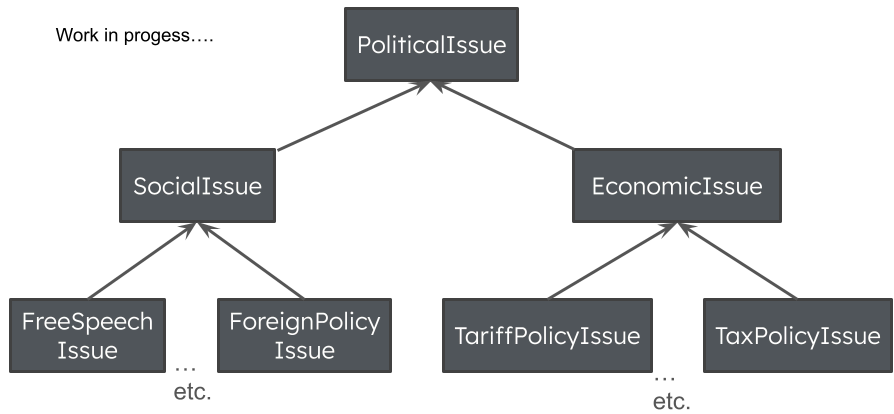 Work in progess....
PoliticalIssue
SocialIssue
EconomicIssue
FreeSpeech
Issue
ForeignPolicy
Issue
TariffPolicyIssue
TaxPolicyIssue
...
etc.
...
etc.